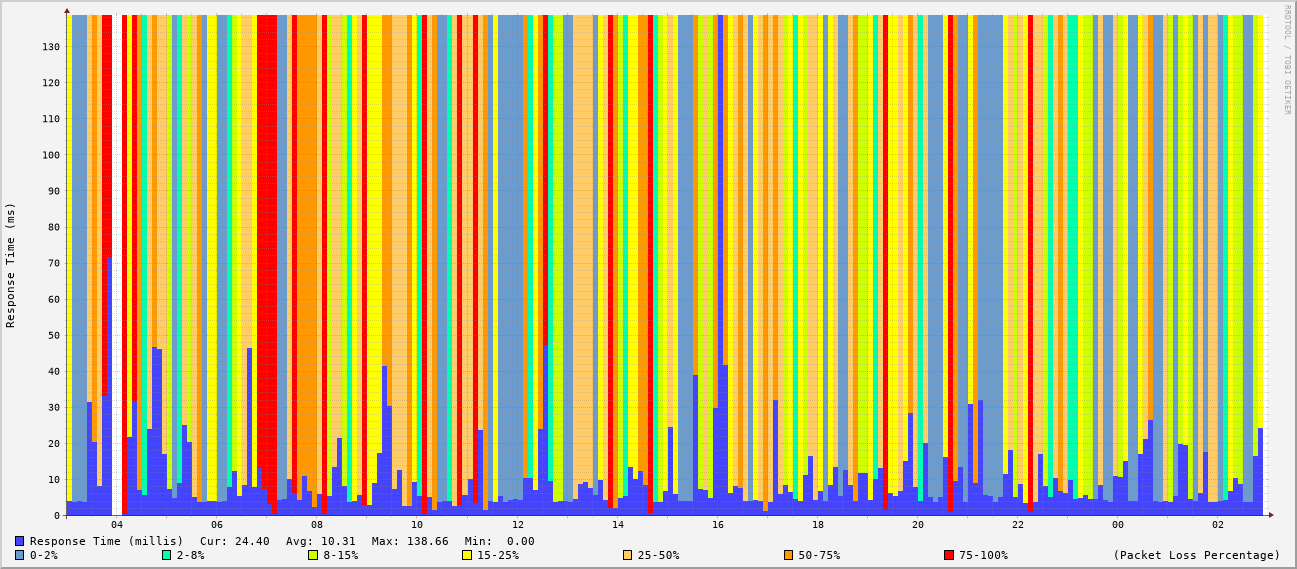 RRDTOOL / TOBI OETIKER
Response Time (ms)
130
120
110
100
90
80
70
60
50
40
30
20
10
0
04 06 08 10 12 14 16 18 20 22 00 02
Response Time (millis) Cur: 24.40 Avg: 10.31 Max: 138.66 Min: 0.00
0-2% 2-8% 8-15% 15-25% 25-50% 50-75% 75-100% (Packet Loss Percentage)